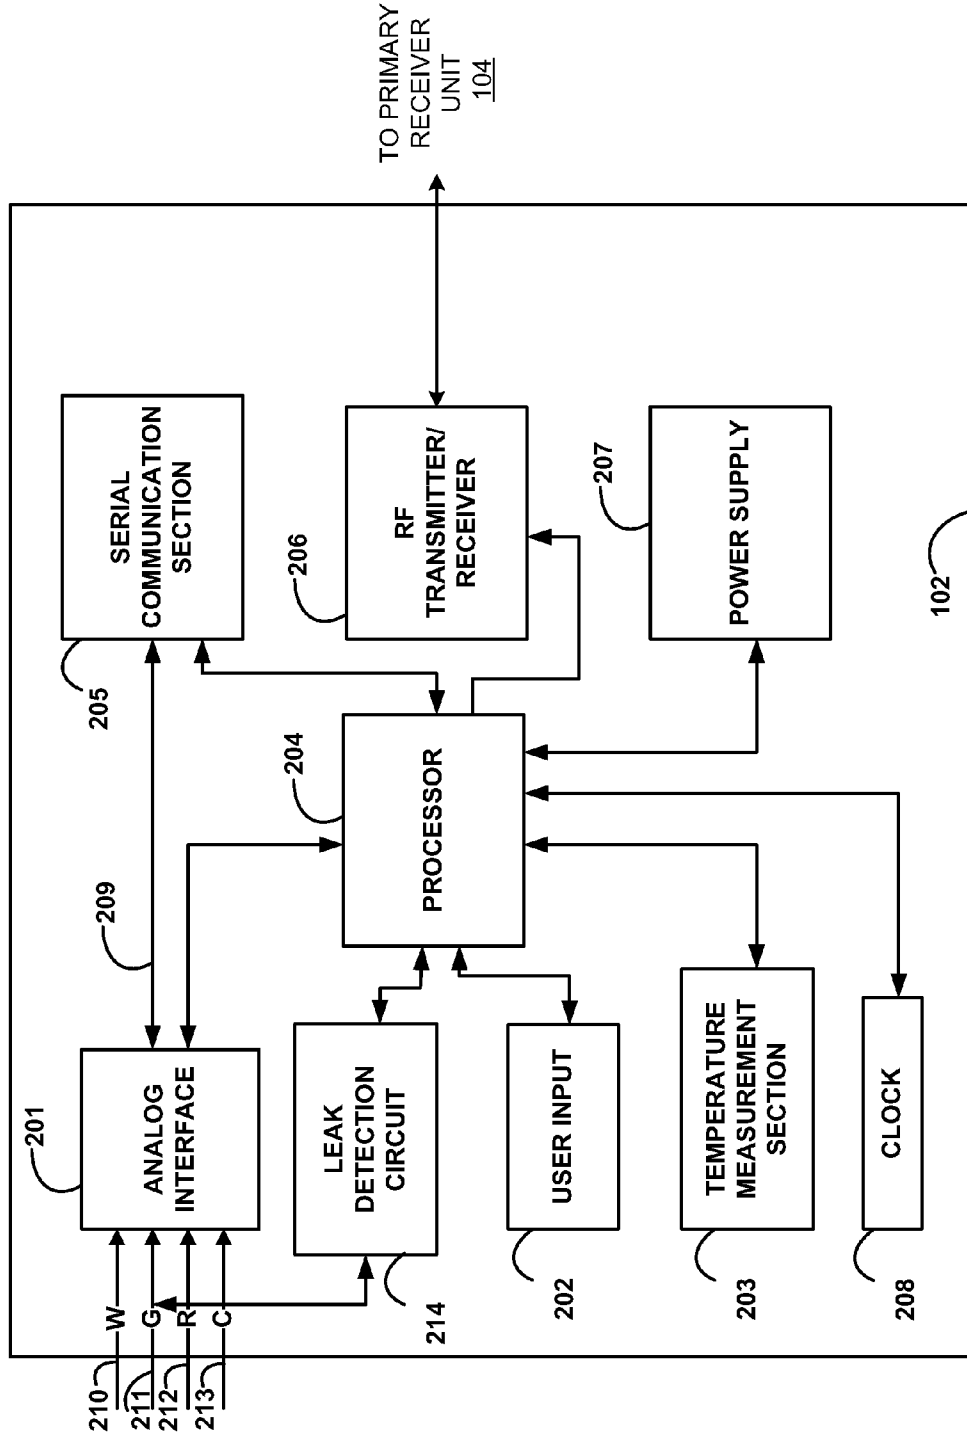 210
W
211
G
212
R
213
C
201
ANALOG
INTERFACE
209
205
SERIAL
COMMUNICATION
SECTION
214
LEAK
DETECTION
CIRCUIT
204
PROCESSOR
206
RF
TRANSMITTER/
RECEIVER
TO PRIMARY
RECEIVER
UNIT
104
202
USER INPUT
203
TEMPERATURE
MEASUREMENT
SECTION
207
POWER SUPPLY
208
CLOCK
102